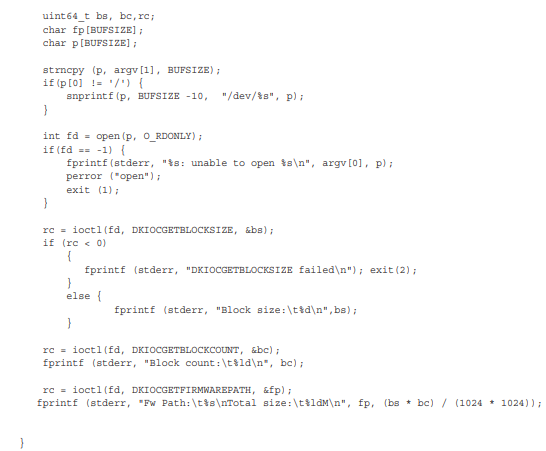 uint64_t bs, bc,rc;
char fp[BUFSIZE];
char p[BUFSIZE];
strncpy (p, argv[1], BUFSIZE);
if(p[0] != '/') {
snprintf(p, BUFSIZE -10, "/dev/%s", p);
}
int fd = open(p, O_RDONLY);
if(fd == -1) {
fprintf(stderr, "%s: unable to open %s\n", argv[0], p);
perror ("open");
exit (1);
}
rc = ioctl(fd, DKIOCGETBLOCKSIZE, &bs);
if (rc < 0)
{
fprintf (stderr, "DKIOCGETBLOCKSIZE failed\n"); exit(2);
}
else {
fprintf (stderr, "Block size:\t%d\n",bs);
}
rc = ioctl(fd, DKIOCGETBLOCKCOUNT, &bc);
fprintf (stderr, "Block count:\t%ld\n", bc);
rc = ioctl(fd, DKIOCGETFIRMWAREPATH, &fp);
fprintf (stderr, "Fw Path:\t%s\nTotal size:\t%ldM\n", fp, (bs * bc) / (1024 * 1024));
}